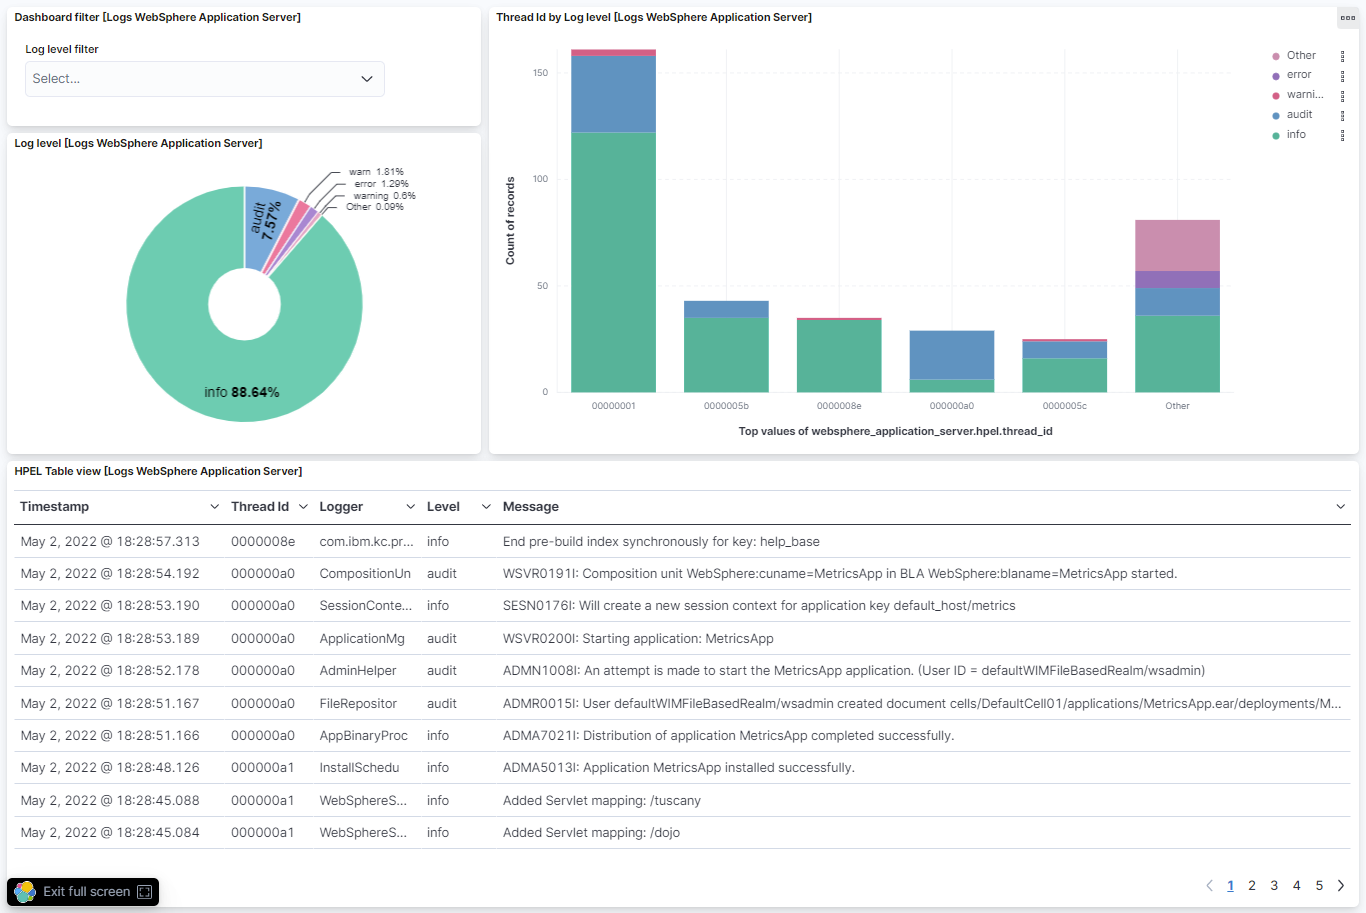 Dashboard filter [Logs WebSphere Application Server]
Log level filter
Select...
Log level [Logs WebSphere Application Server]
warn 1.81%
error 1.29%
warning 0.6%
Other 0.09%
audit
7.57%
info 88.64%
Thread Id by Log level [Logs WebSphere Application Server]
Count of records
150
100
50
0
00000001 0000005b 0000008e 000000a0 0000005c Other
Top values of websphere_application_server.hpel.thread_id
Other
error
warni...
audit
info
HPEL Table view [Logs WebSphere Application Server]
Timestamp Thread Id Logger Level Message
May 2, 2022 @ 18:28:57.313 0000008e com.ibm.kc.pr... info End pre-build index synchronously for key: help_base
May 2, 2022 @ 18:28:54.192 000000a0 CompositionUn audit WSVR0191I: Composition unit WebSphere:cuname=MetricsApp in BLA WebSphere:blaname=MetricsApp started.
May 2, 2022 @ 18:28:53.190 000000a0 SessionConte... info SESN0176I: Will create a new session context for application key default_host/metrics
May 2, 2022 @ 18:28:53.189 000000a0 ApplicationMg audit WSVR0200I: Starting application: MetricsApp
May 2, 2022 @ 18:28:52.178 000000a0 AdminHelper audit ADMN1008I: An attempt is made to start the MetricsApp application. (User ID = defaultWIMFileBasedRealm/wsadmin)
May 2, 2022 @ 18:28:51.167 000000a0 FileRepositor audit ADMR0015I: User defaultWIMFileBasedRealm/wsadmin created document cells/DefaultCell01/applications/MetricsApp.ear/deployments/M...
May 2, 2022 @ 18:28:51.166 000000a0 AppBinaryProc info ADMA7021I: Distribution of application MetricsApp completed successfully.
May 2, 2022 @ 18:28:48.126 000000a1 InstallSchedu info ADMA5013I: Application MetricsApp installed successfully.
May 2, 2022 @ 18:28:45.088 000000a1 WebSphereS... info Added Servlet mapping: /tuscany
May 2, 2022 @ 18:28:45.084 000000a1 WebSphereS... info Added Servlet mapping: /dojo
Exit full screen
1 2 3 4 5